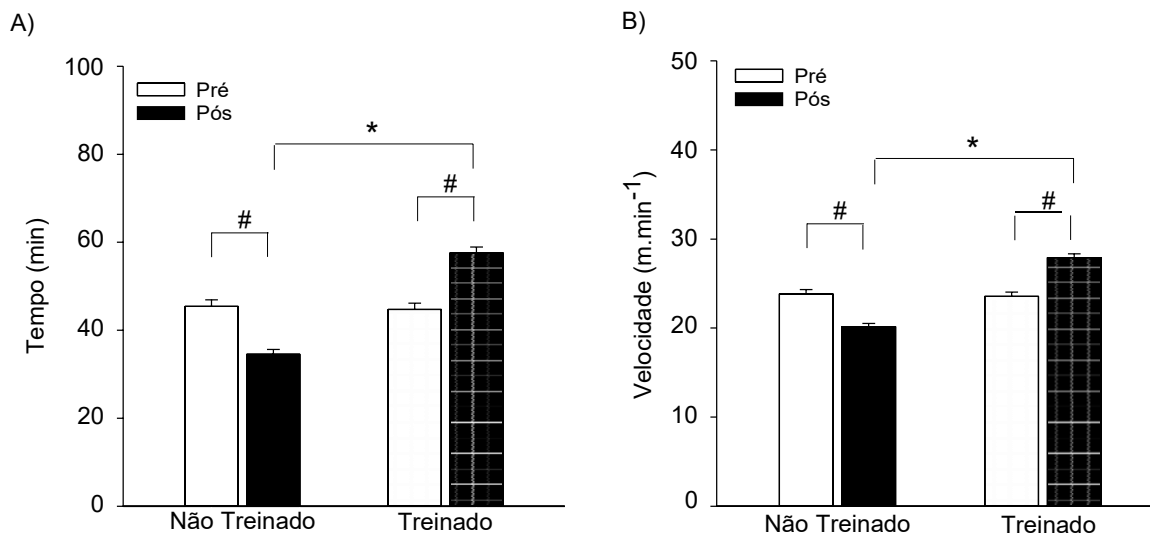 A)
100
80
60
40
20
0
Tempo (min)
Pré
Pós
*
#
#
Não Treinado
Treinado
B)
50
40
30
20
10
0
Velocidade (m.min-1)
Pré
Pós
*
#
#
Não Treinado
Treinado